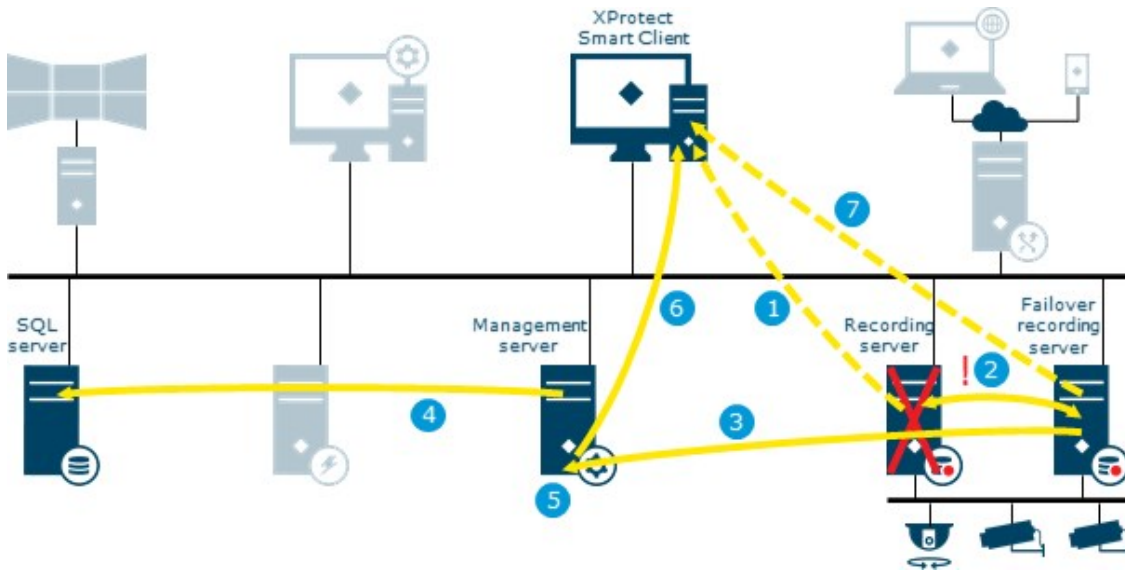 XProtect
Smart Client
7
6
1
SQL
server
Management
server
Recording
server
Failover
recording
server
! 2
4
3
5